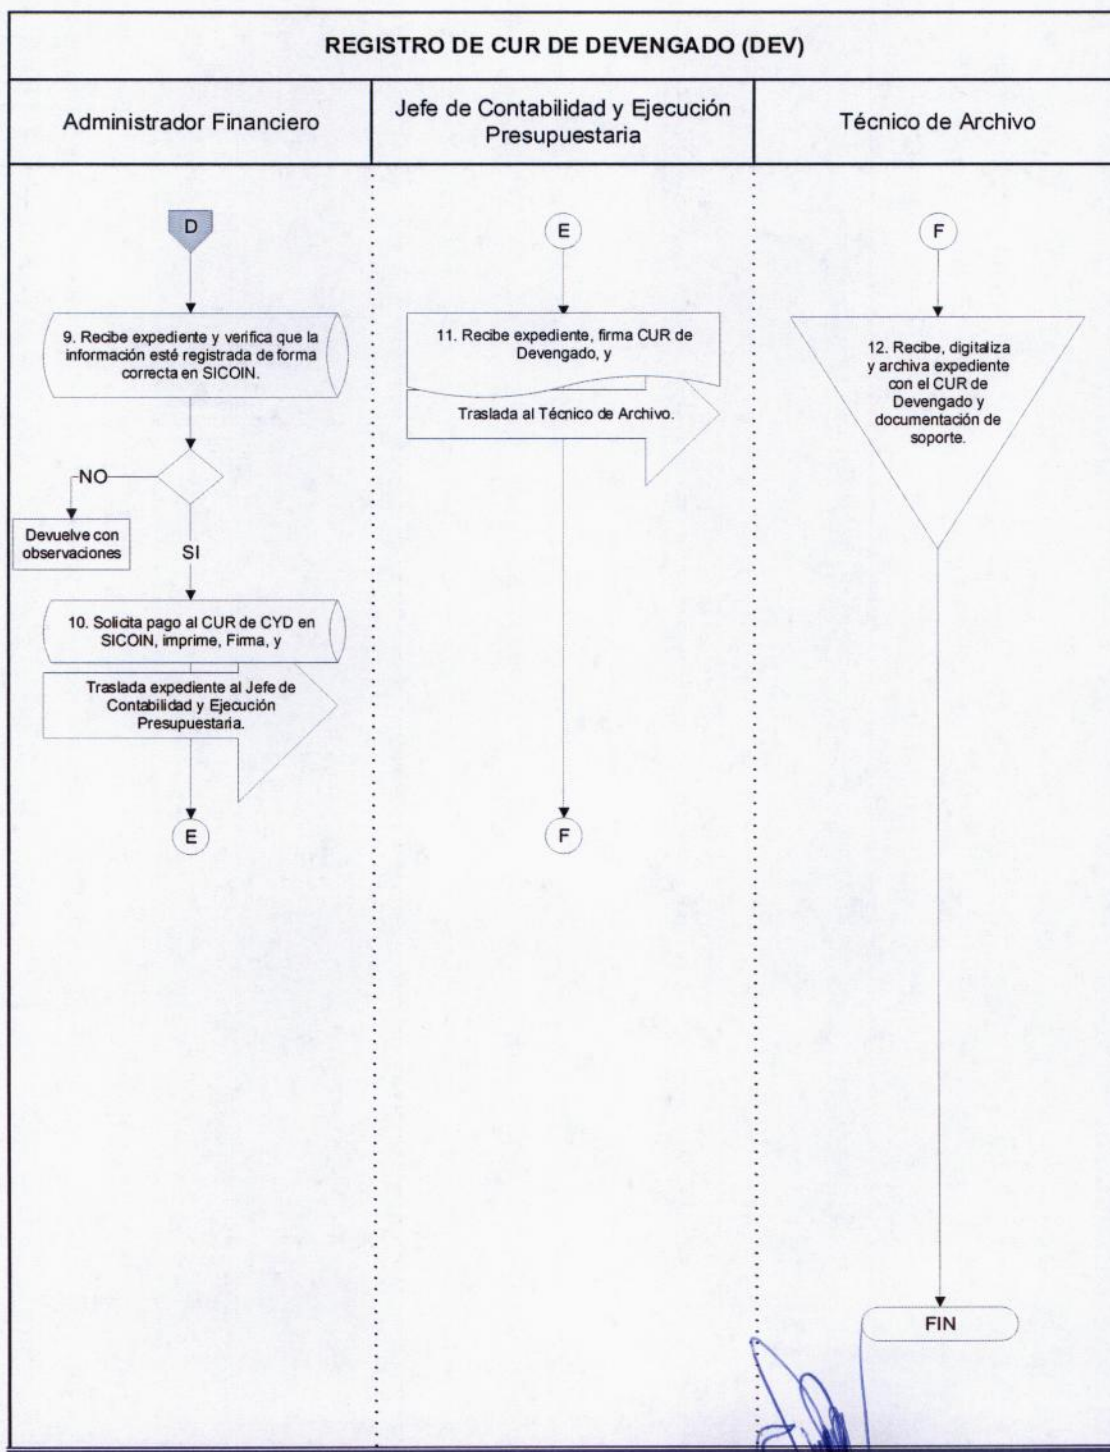 REGISTRO DE CUR DE DEVENGADO (DEV)
Administrador Financiero
Jefe de Contabilidad y Ejecución
Presupuestaria
Técnico de Archivo
D
9. Recibe expediente y verifica que la
información esté registrada de forma
correcta en SICOIN.
NO
Devuelve con
observaciones
SI
10. Solicita pago al CUR de CYD en
SICOIN, imprime, Firma, y
Traslada expediente al Jefe de
Contabilidad y Ejecución
Presupuestaria.
E
E
11. Recibe expediente, firma CUR de
Devengado, y
Traslada al Técnico de Archivo.
F
F
12. Recibe, digitaliza
y archiva expediente
con el CUR de
Devengado y
documentación de
soporte.
FIN